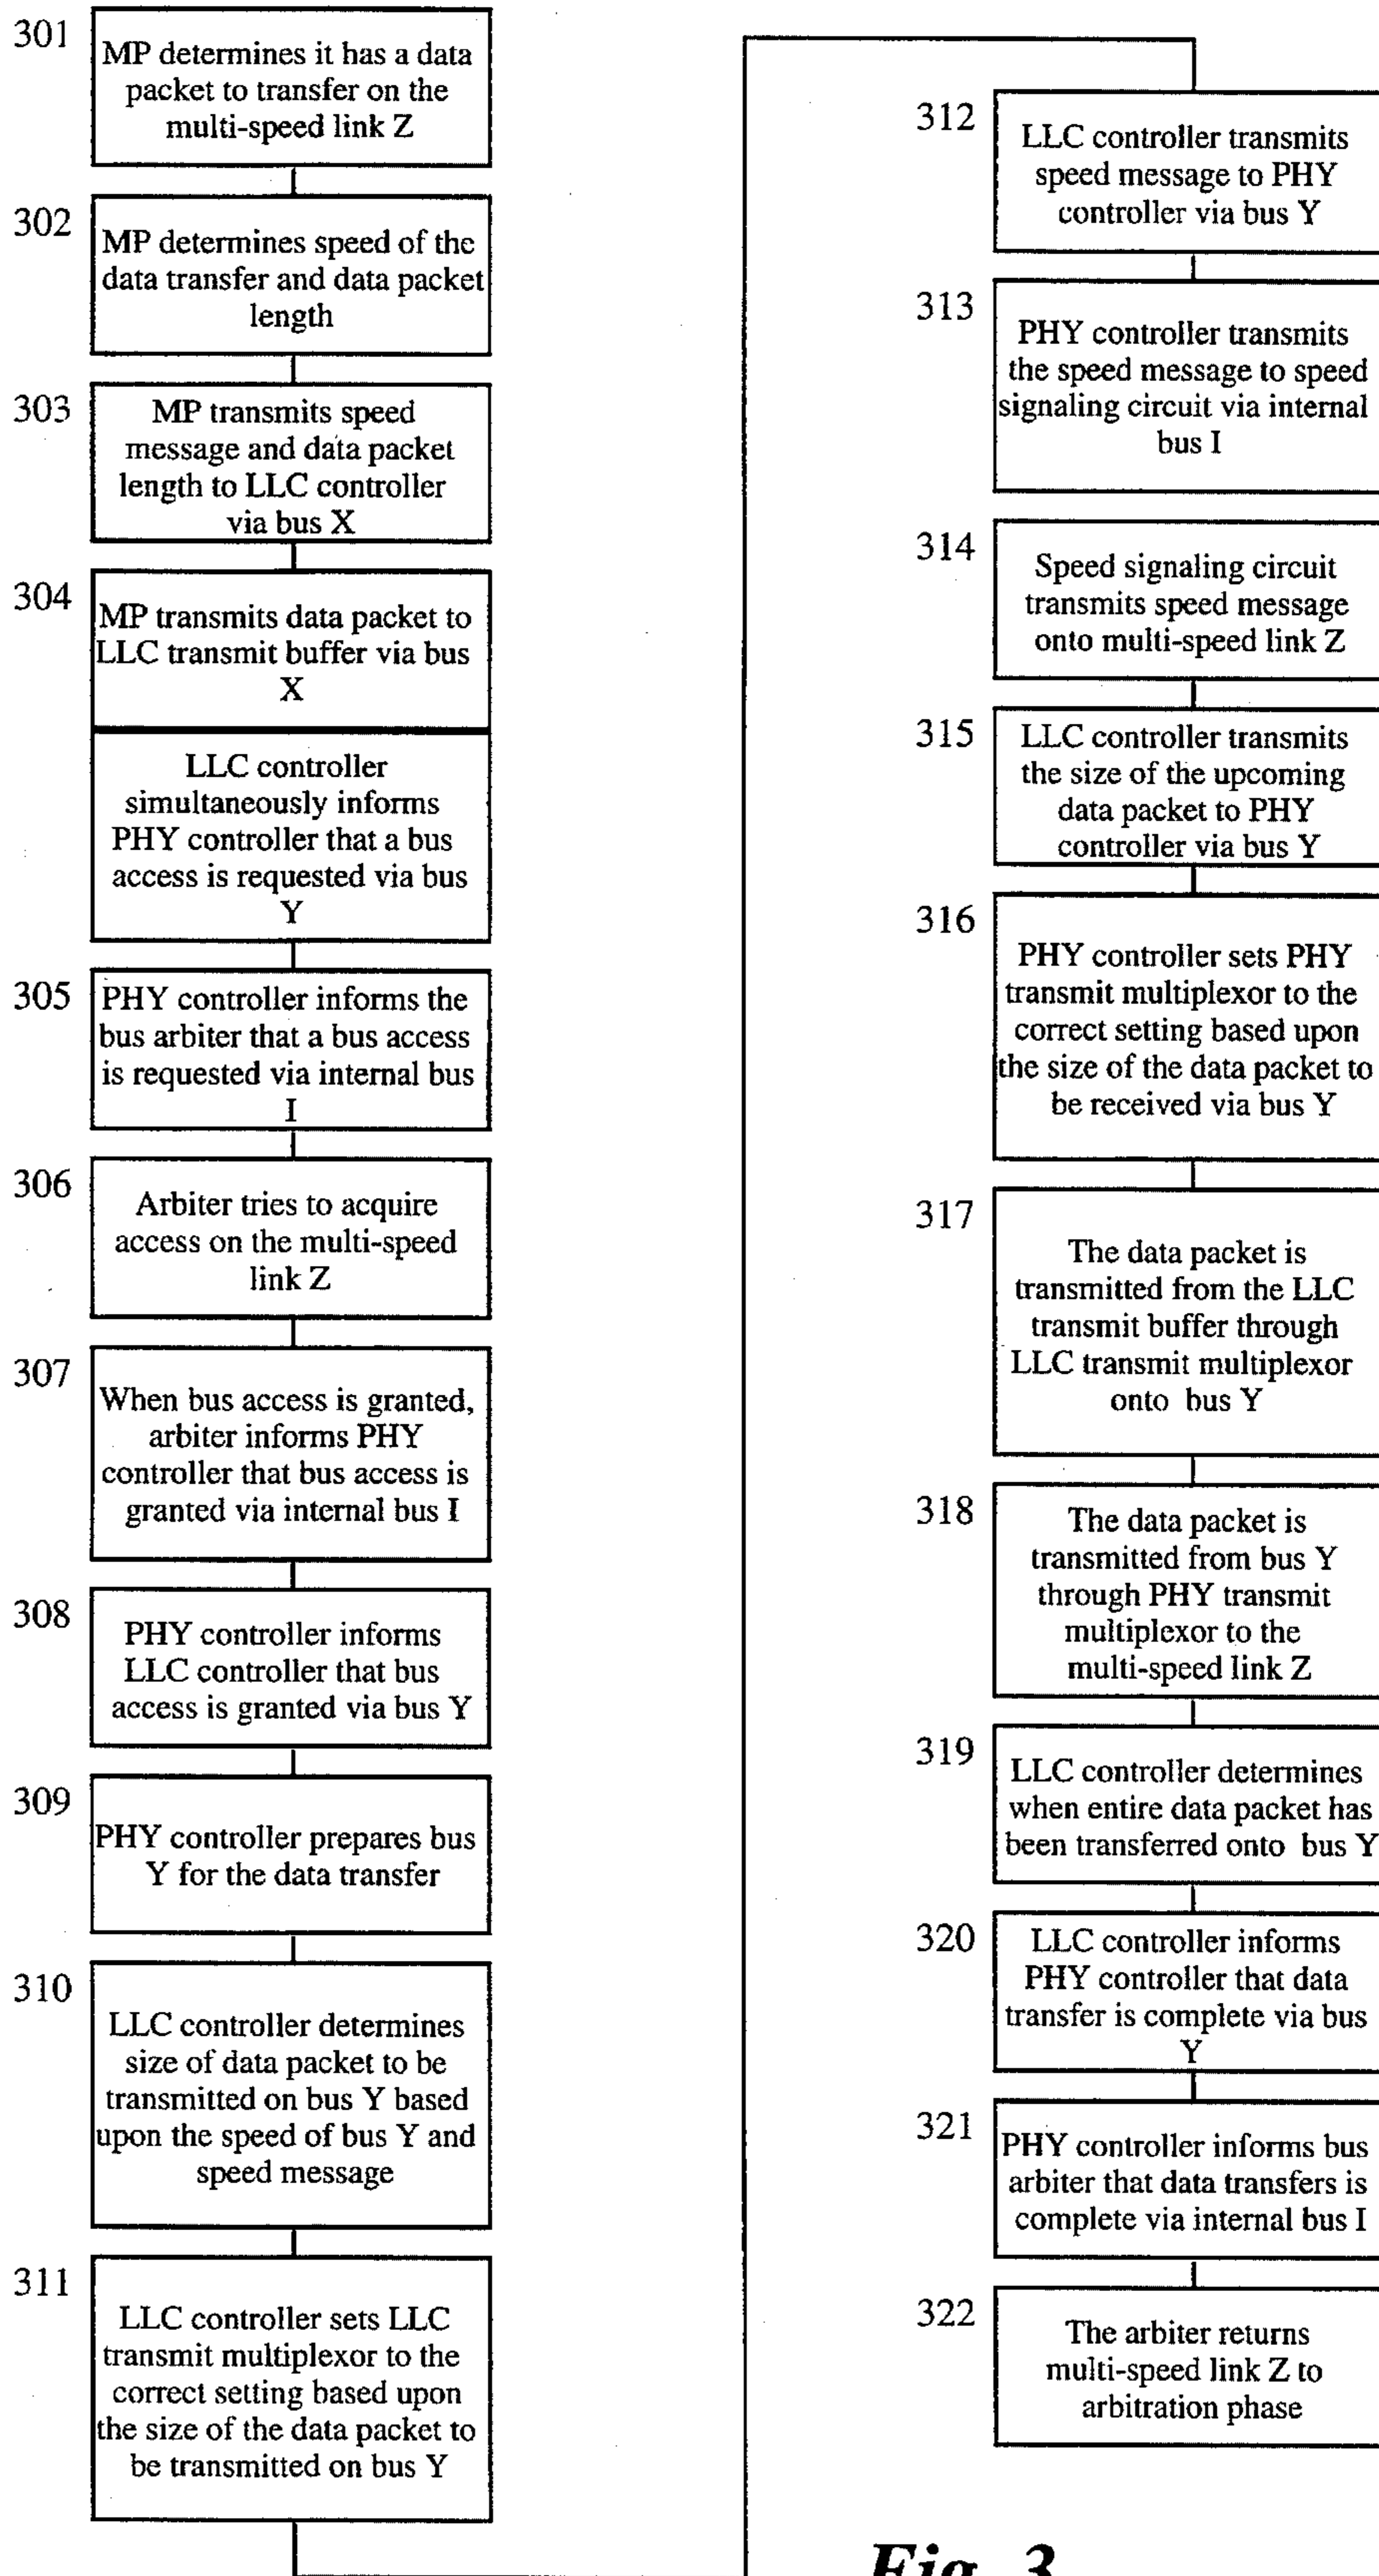 301
MP determines it has a data
packet to transfer on the
multi-speed link Z
302
MP determines speed of the
data transfer and data packet
length
303
MP transmits speed
message and data packet
length to LLC controller
via bus X
304
MP transmits data packet to
LLC transmit buffer via bus
X
LLC controller
simultaneously informs
PHY controller that a bus
access is requested via bus
Y
305
PHY controller informs the
bus arbiter that a bus access
is requested via internal bus
I
306
Arbiter tries to acquire
access on the multi-speed
link Z
307
When bus access is granted,
arbiter informs PHY
controller that bus access is
granted via internal bus I
308
PHY controller informs
LLC controller that bus
access is granted via bus Y
309
PHY controller prepares bus
Y for the data transfer
310
LLC controller determines
size of data packet to be
transmitted on bus Y based
upon the speed of bus Y and
speed message
311
LLC controller sets LLC
transmit multiplexor to the
correct setting based upon
the size of the data packet to
be transmitted on bus Y
312
LLC controller transmits
speed message to PHY
controller via bus Y
313
PHY controller transmits
the speed message to speed
signaling circuit via internal
bus I
314
Speed signaling circuit
transmits speed message
onto multi-speed link Z
315
LLC controller transmits
the size of the upcoming
data packet to PHY
controller via bus Y
316
PHY controller sets PHY
transmit multiplexor to the
correct setting based upon
the size of the data packet to
be received via bus Y
317
The data packet is
transmitted from the LLC
transmit buffer through
LLC transmit multiplexor
onto bus Y
318
The data packet is
transmitted from bus Y
through PHY transmit
multiplexor to the
multi-speed link Z
319
LLC controller determines
when entire data packet has
been transferred onto bus Y
320
LLC controller informs
PHY controller that data
transfer is complete via bus
Y
321
PHY controller informs bus
arbiter that data transfers is
complete via internal bus I
322
The arbiter returns
multi-speed link Z to
arbitration phase
Fig. 3